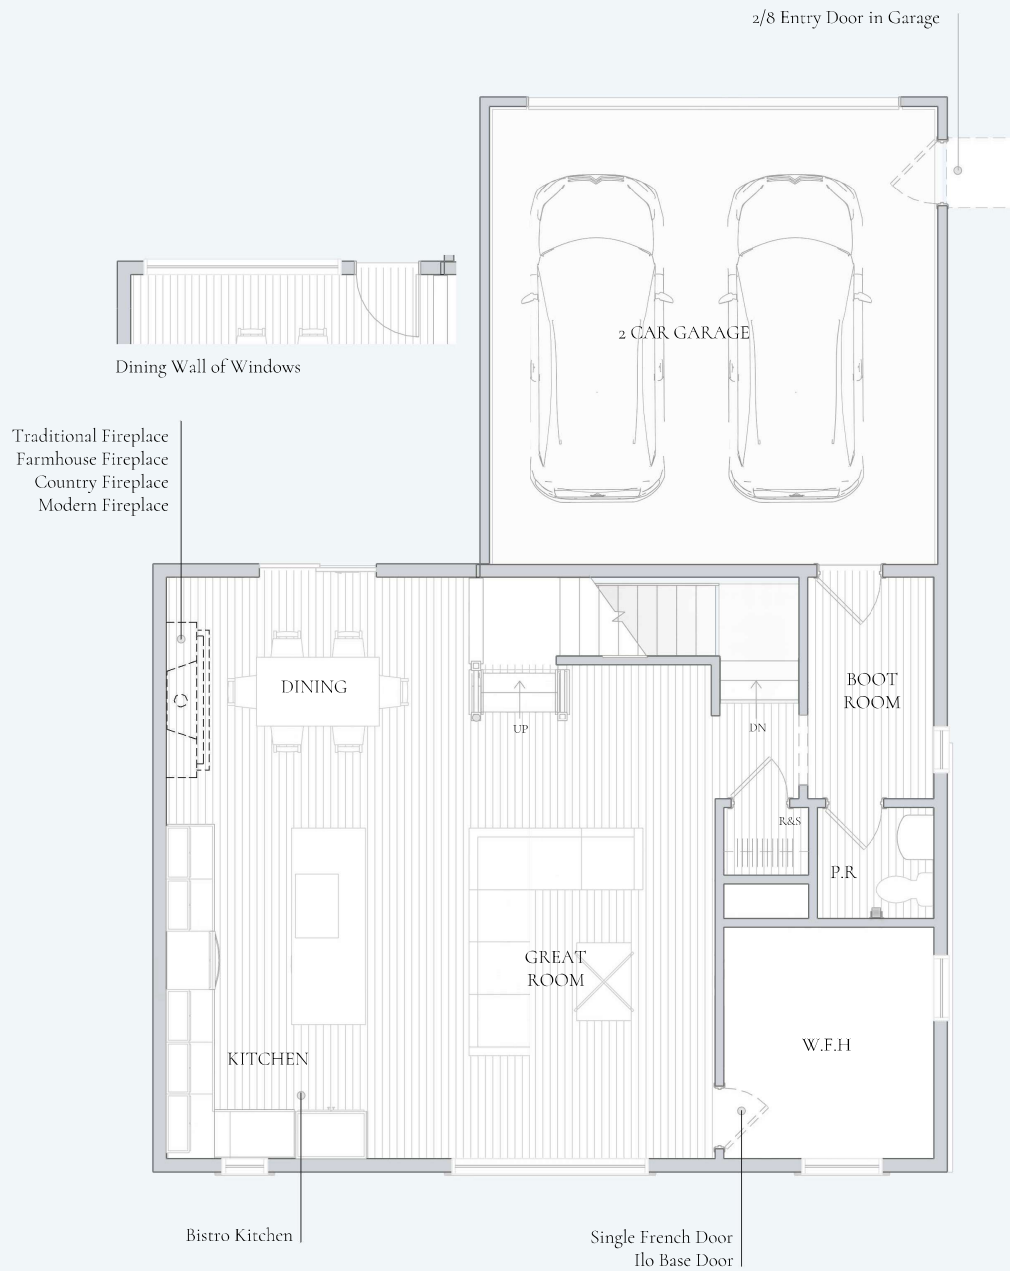 2/8 Entry Door in Garage
2 CAR GARAGE
Dining Wall of Windows
Traditional Fireplace
Farmhouse Fireplace
Country Fireplace
Modern Fireplace
DINING
UP
DN
BOOT
ROOM
R&S
P.R
GREAT
ROOM
W.F.H
KITCHEN
Bistro Kitchen
Single French Door
Ilo Base Door